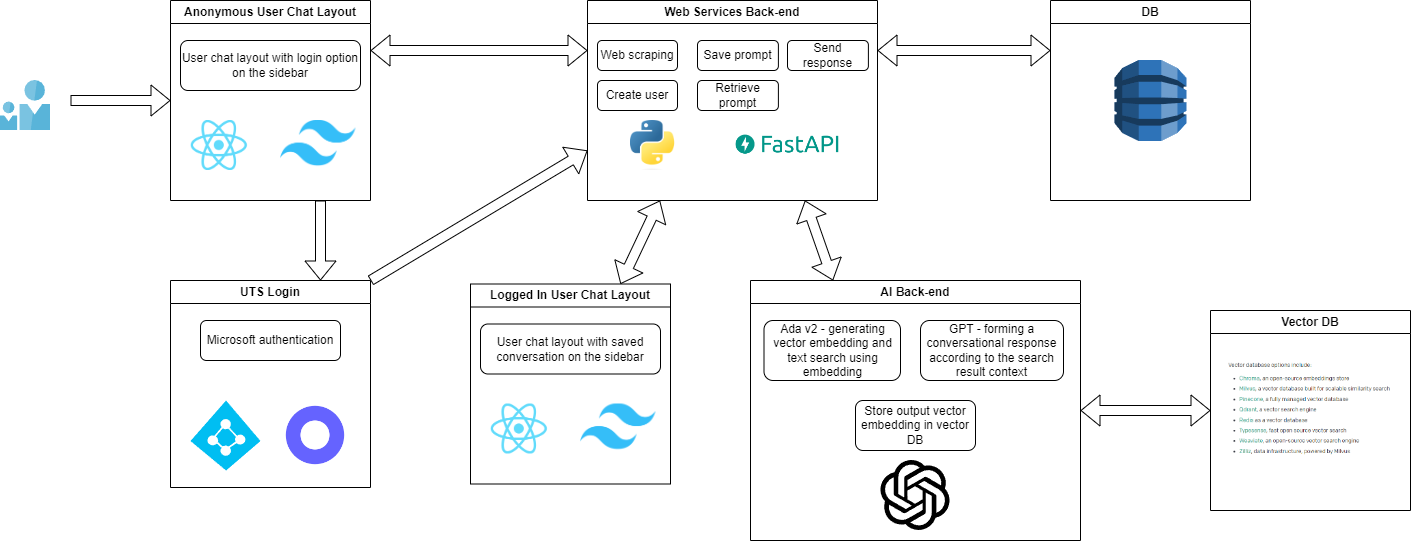 Anonymous User Chat Layout
User chat layout with login option
on the sidebar
Web Services Back-end
Web scraping
Save prompt
Send
response
Create user
Retrieve
prompt
FastAPI
DB
UTS Login
Microsoft authentication
Logged In User Chat Layout
User chat layout with saved
conversation on the sidebar
AI Back-end
Ada v2 - generating
vector embedding and
text search using
embedding
GPT - forming a
conversational response
according to the search
result context
Store output vector
embedding in vector
DB
Vector DB
Vector database options include:
Chroma, an open-source embeddings store
Milvus, a vector database built for scalable similarity search
Pinecone, a fully managed vector database
Qdrant, a vector search engine
Redis as a vector database
Typesense, fast open source vector search
Weaviate, an open-source vector search engine
Zilliz, data infrastructure, powered by Milvus